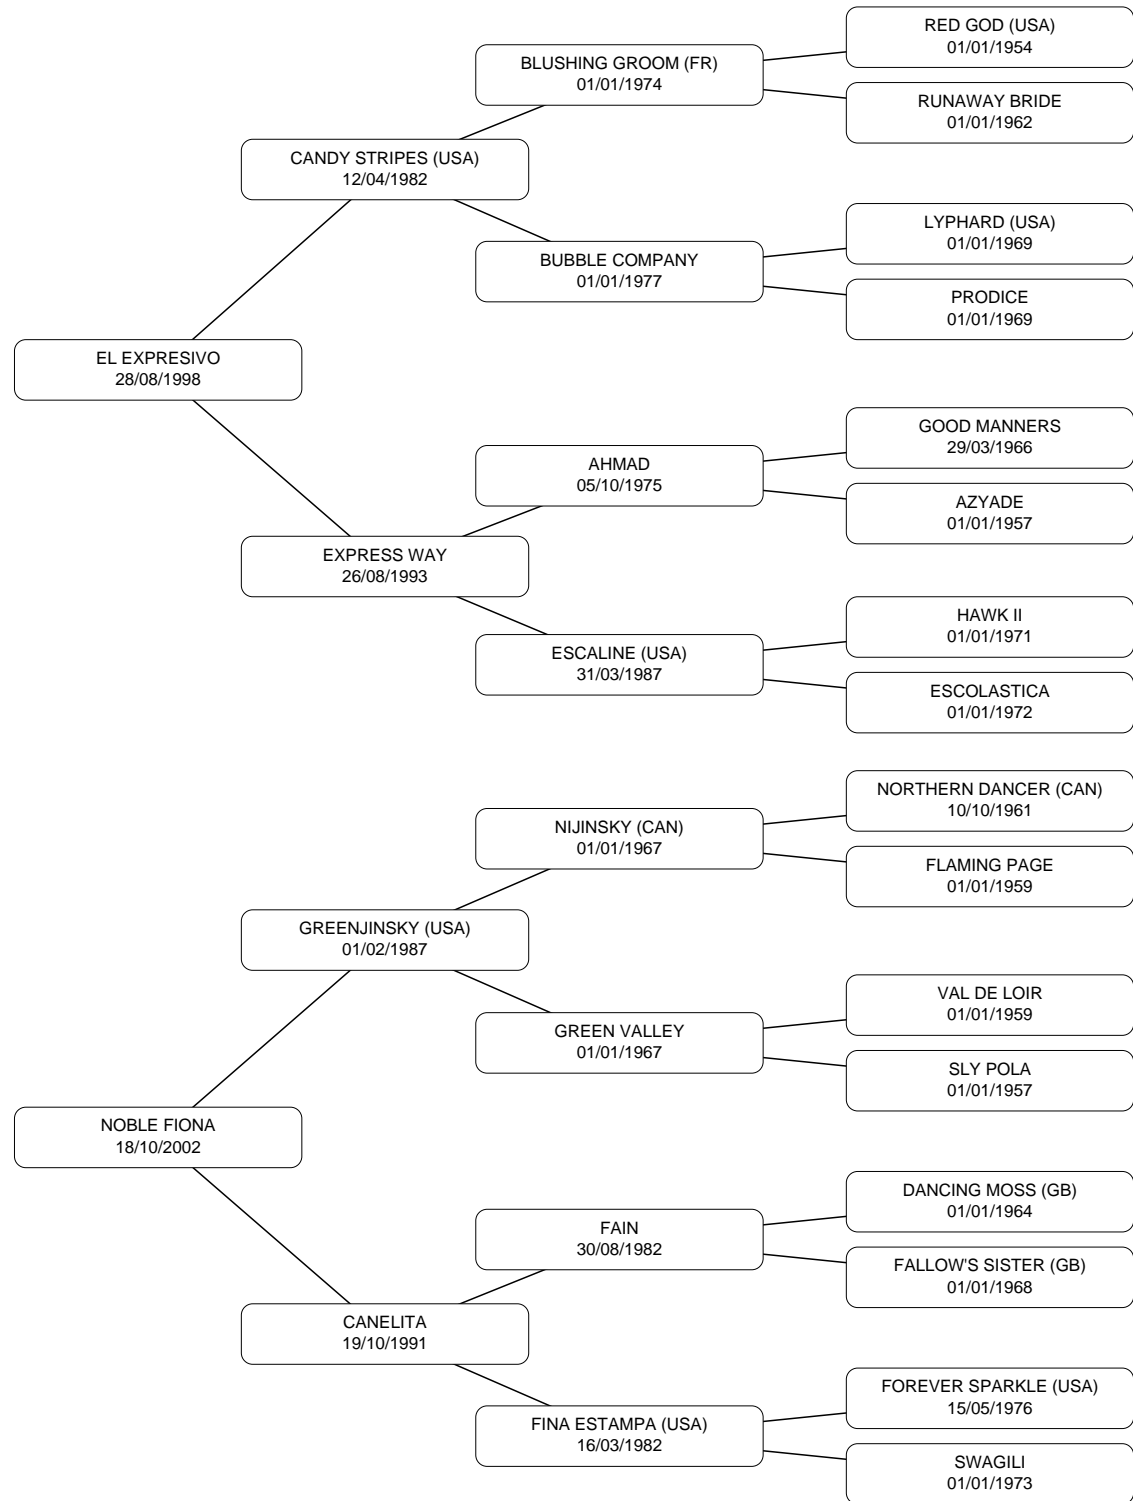 RED GOD (USA)
01/01/1954
BLUSHING GROOM (FR)
01/01/1974
RUNAWAY BRIDE
01/01/1962
CANDY STRIPES (USA)
12/04/1982
LYPHARD (USA)
01/01/1969
BUBBLE COMPANY
01/01/1977
PRODICE
01/01/1969
EL EXPRESIVO
28/08/1998
GOOD MANNERS
29/03/1966
AHMAD
05/10/1975
AZYADE
01/01/1957
EXPRESS WAY
26/08/1993
HAWK II
01/01/1971
ESCALINE (USA)
31/03/1987
ESCOLASTICA
01/01/1972
NORTHERN DANCER (CAN)
10/10/1961
NIJINSKY (CAN)
01/01/1967
FLAMING PAGE
01/01/1959
GREENJINSKY (USA)
01/02/1987
VAL DE LOIR
01/01/1959
GREEN VALLEY
01/01/1967
SLY POLA
01/01/1957
NOBLE FIONA
18/10/2002
DANCING MOSS (GB)
01/01/1964
FAIN
30/08/1982
FALLOW'S SISTER (GB)
01/01/1968
CANELITA
19/10/1991
FOREVER SPARKLE (USA)
15/05/1976
FINA ESTAMPA (USA)
16/03/1982
SWAGILI
01/01/1973